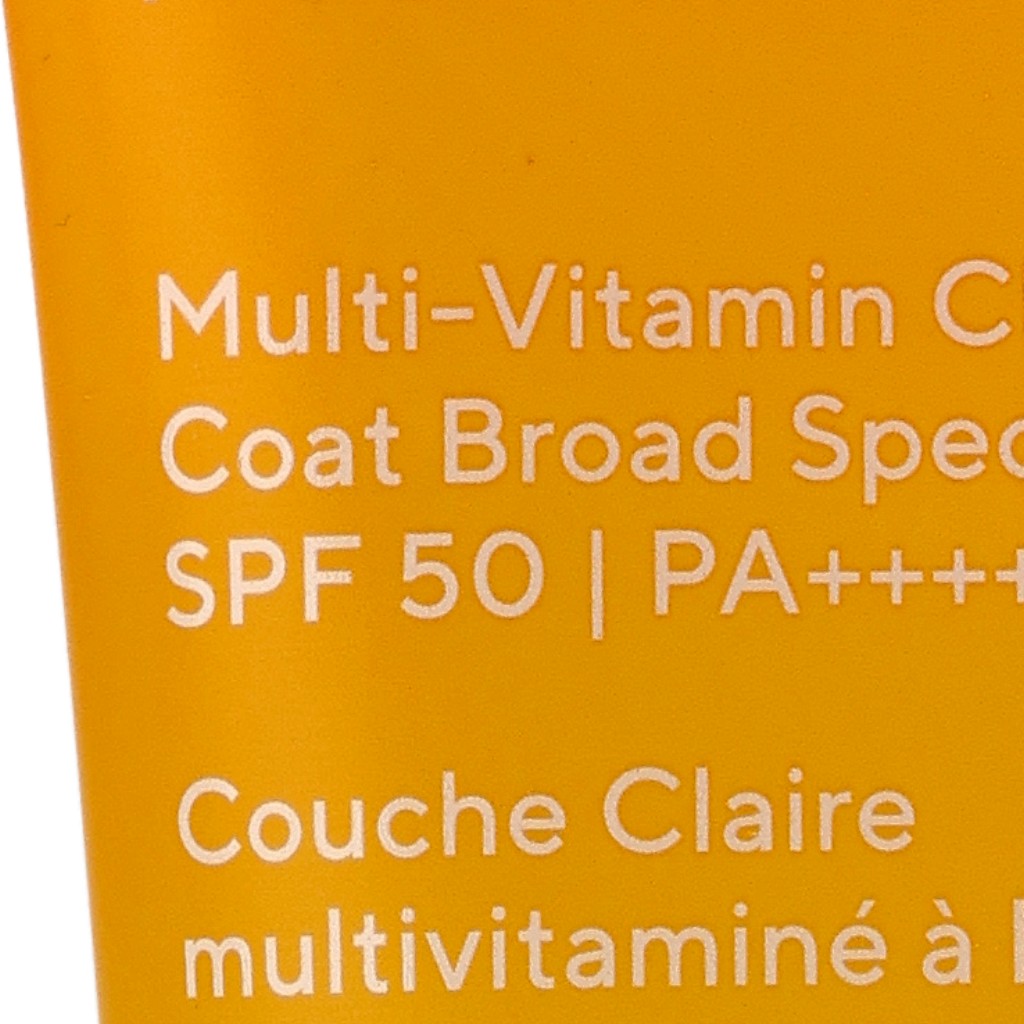 Multi-Vitamin
Coat Broad
SPF 50 | PA++++
Couche Claire
multivitaminé à